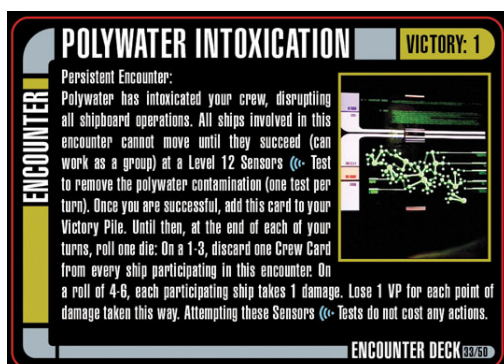 POLYWATER INTOXICATION
VICTORY: 1
ENCOUNTER
Persistent Encounter:
Polywater has intoxicated your crew, disrupting
all shipboard operations. All ships involved in this
encounter cannot move until they succeed (can
work as a group) at a Level 12 Sensors Test
to remove the polywater contamination (one test per
turn). Once you are successful, add this card to your
Victory Pile. Until then, at the end of each of your
turns, roll one die: On a 1-3, discard one Crew Card
from every ship participating in this encounter. On
a roll of 4-6, each participating ship takes 1 damage. Lose 1 VP for each point of
damage taken this way. Attempting these Sensors Tests do not cost any actions.
ENCOUNTER DECK 33/50